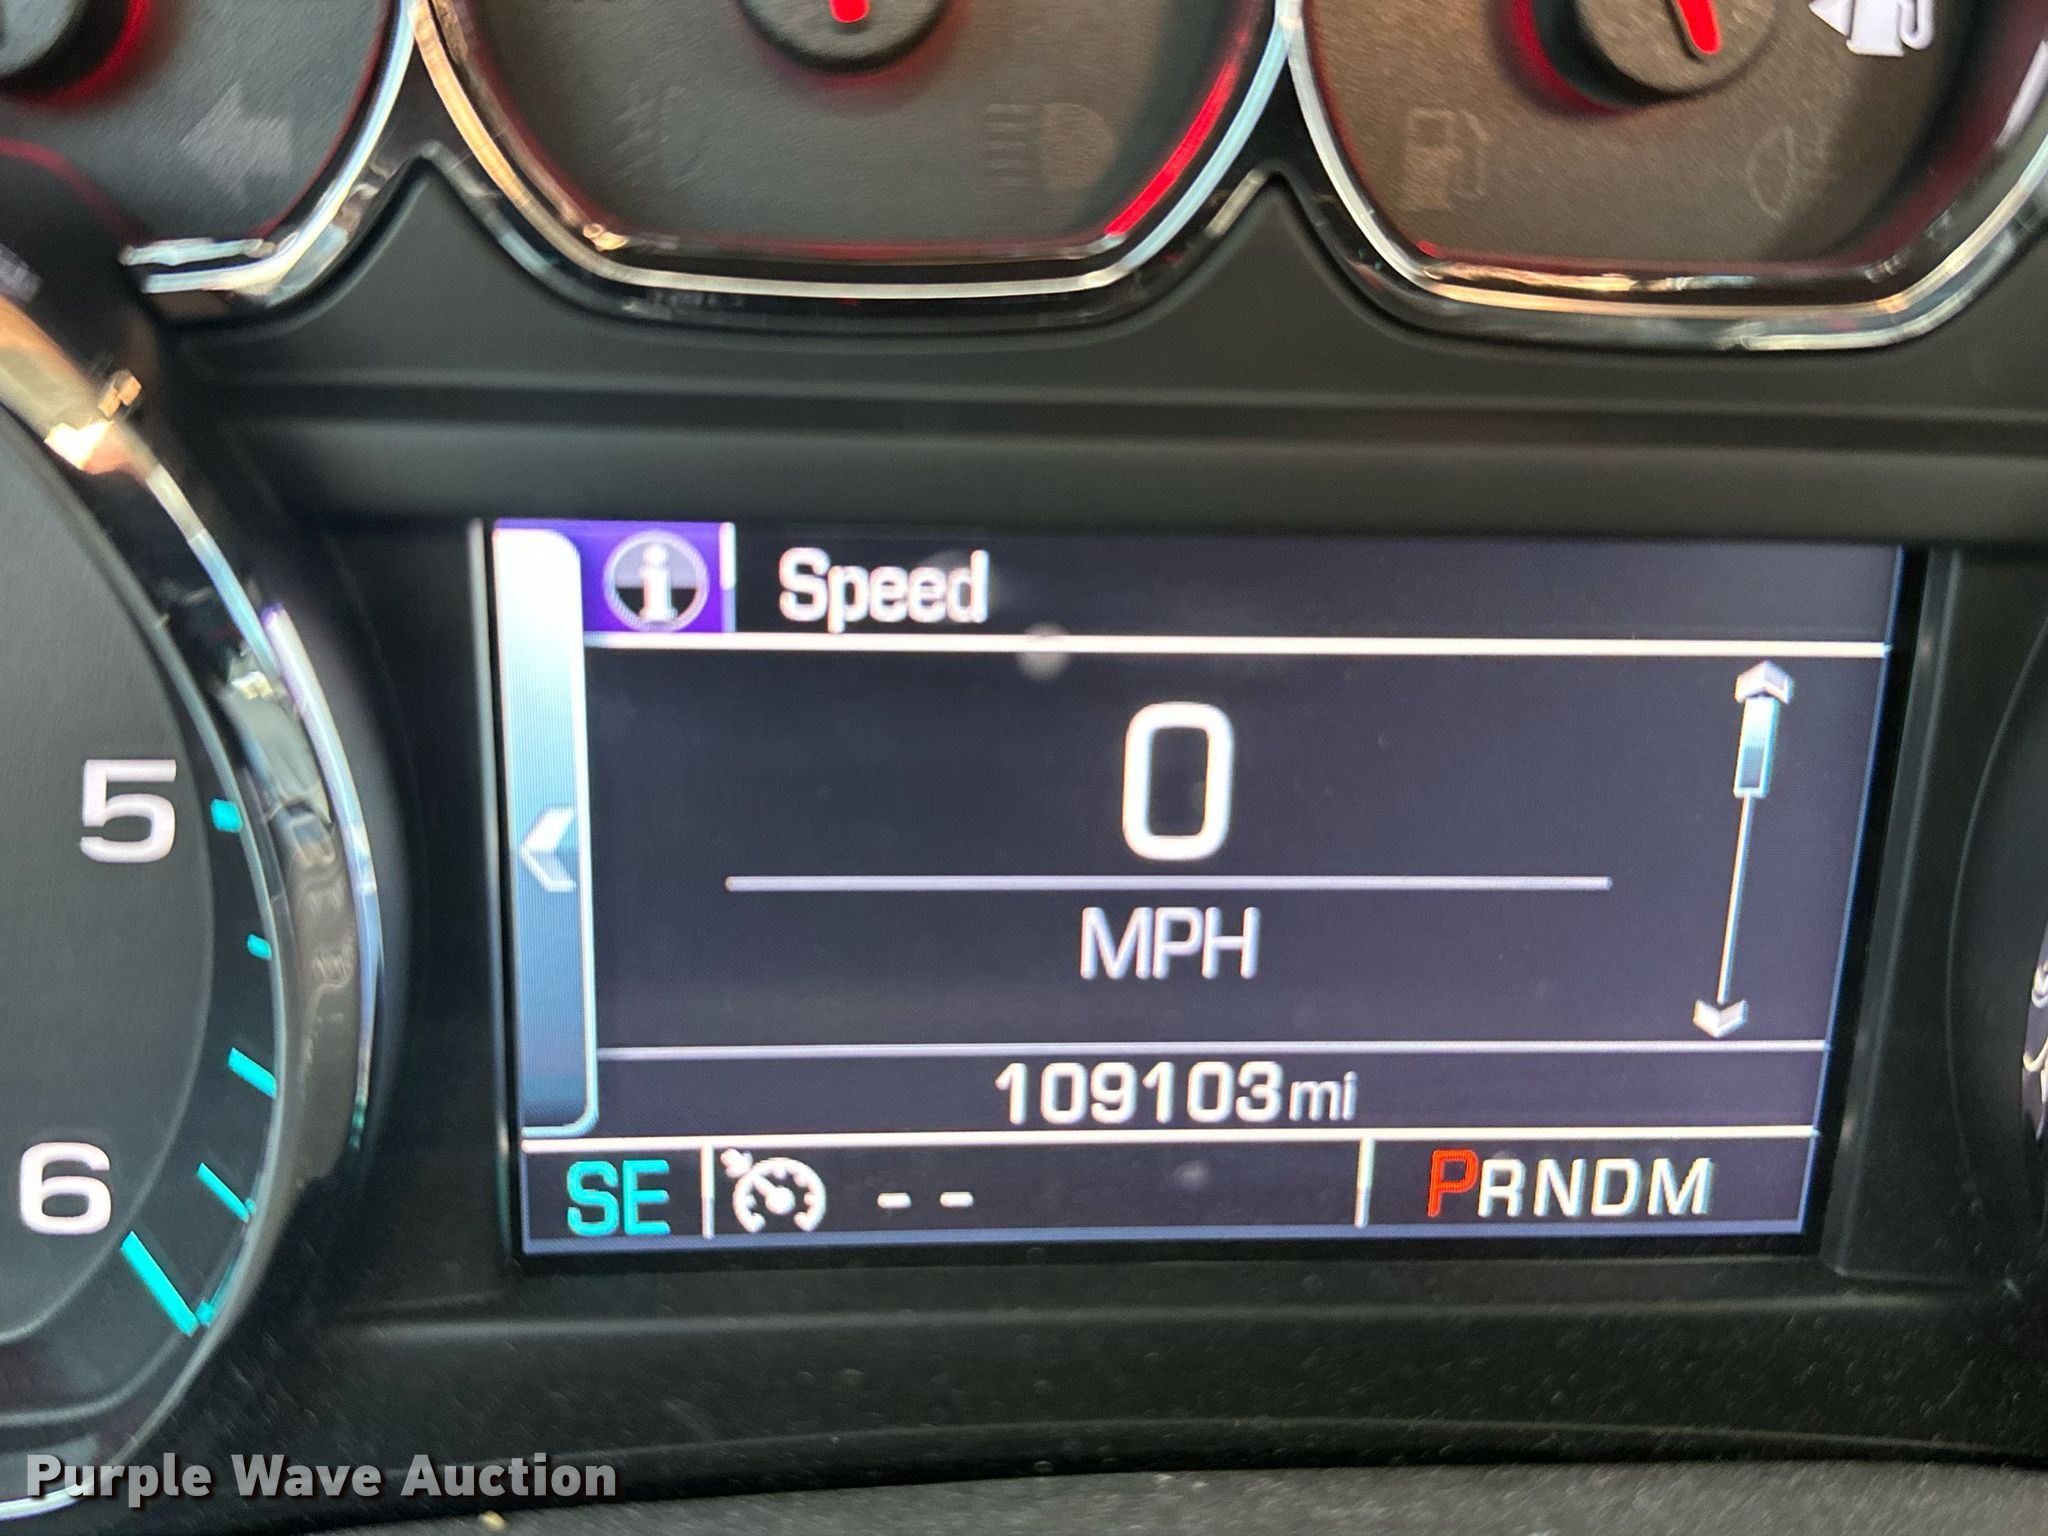 Speed
0
5
MPH
109103mi
6
SE
- -
PRNDM
Purple Wave Auction